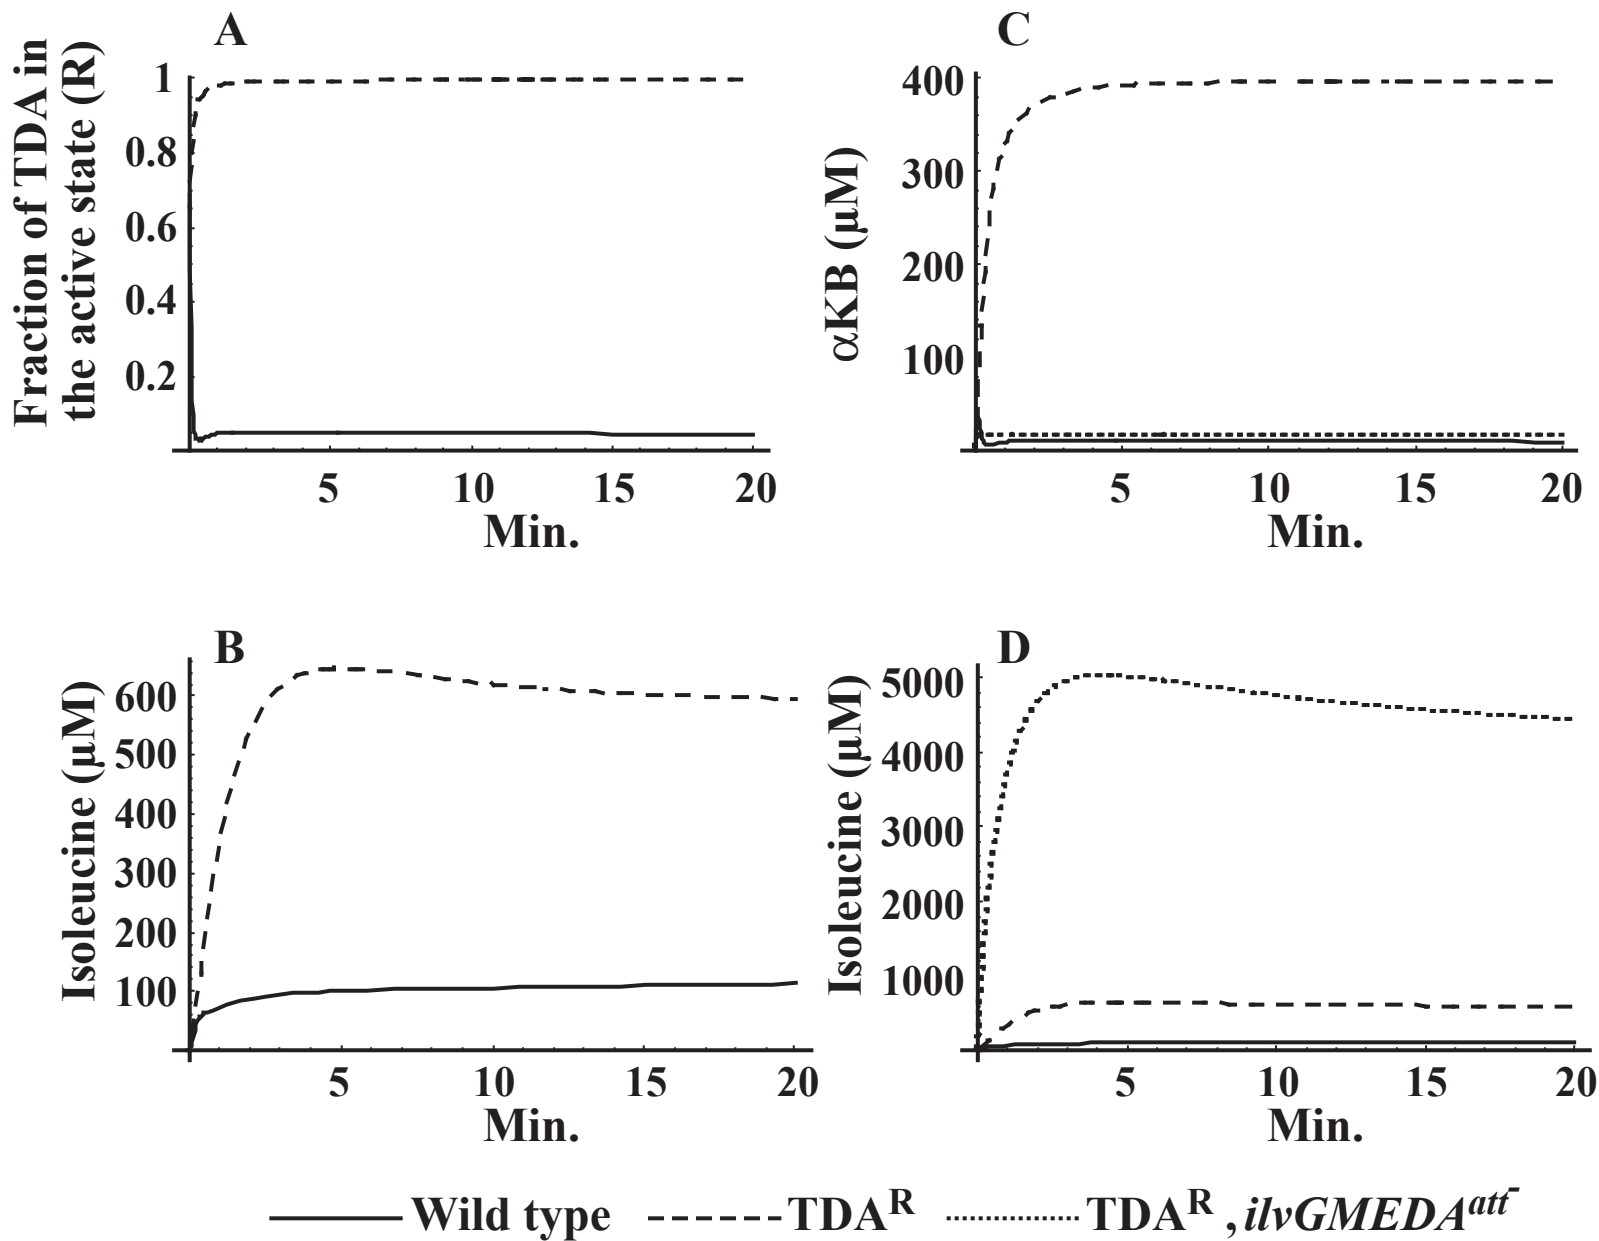 A
Fraction of TDA in
the active state (R)
1
0.8
0.6
0.4
0.2
5 10 15 20
Min.
C
αKB (μM)
400
300
200
100
5 10 15 20
Min.
B
Isoleucine (μM)
600
500
400
300
200
100
5 10 15 20
Min.
D
Isoleucine (μM)
5000
4000
3000
2000
1000
5 10 15 20
Min.
Wild type TDA^R TDA^R , ilvGMEDA^att-